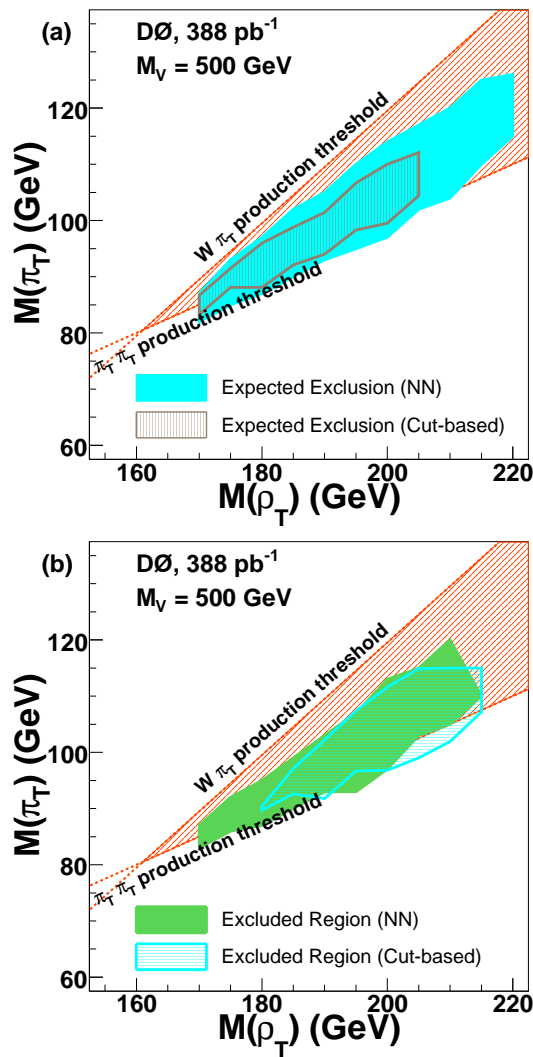 (a)
DØ, 388 pb⁻¹
M_V = 500 GeV
120
100
80
60
M(π_T) (GeV)
W π_T production threshold
π_T π_T production threshold
Expected Exclusion (NN)
Expected Exclusion (Cut-based)
160
180
200
220
M(ρ_T) (GeV)
(b)
DØ, 388 pb⁻¹
M_V = 500 GeV
120
100
80
60
M(π_T) (GeV)
W π_T production threshold
π_T π_T production threshold
Excluded Region (NN)
Excluded Region (Cut-based)
160
180
200
220
M(ρ_T) (GeV)